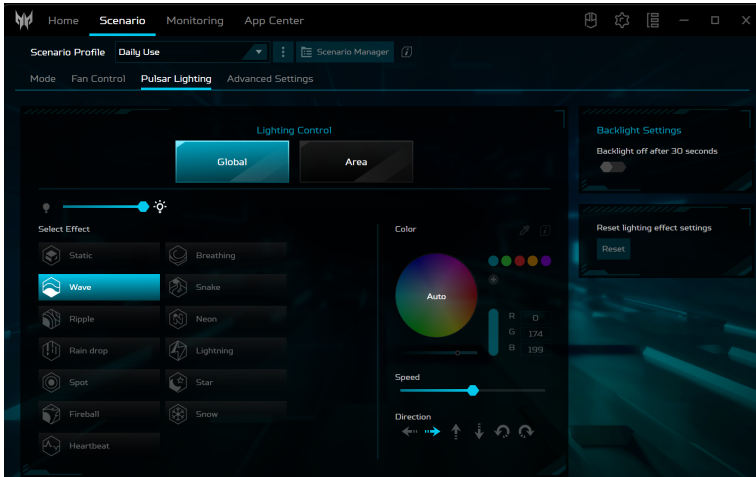 Home Scenario Monitoring App Center
Scenario Profile Daily Use Scenario Manager
Mode Fan Control Pulsar Lighting Advanced Settings
Lighting Control
Global Area
Select Effect
Static Breathing
Wave Snake
Ripple Neon
Rain drop Lightning
Spot Star
Fireball Snow
Heartbeat
Color
Auto
R 0
G 174
B 199
Speed
Direction
Backlight Settings
Backlight off after 30 seconds
Reset lighting effect settings
Reset